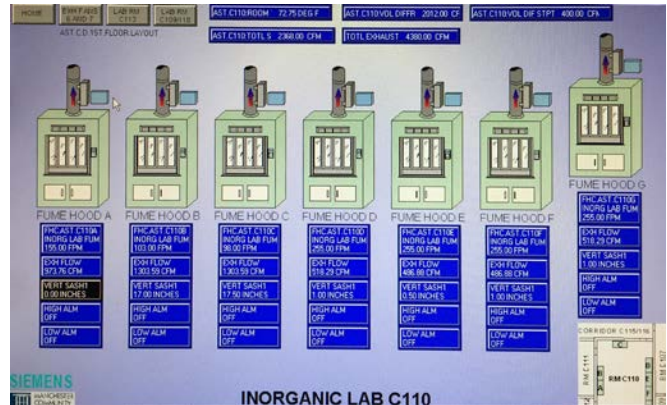 HOME
EXH FANS
6 AND 7
LAB RM
C113
LAB RM
C109/110
AST C110:ROOM 72.75 DEG F
AST C110:VOL DIFFR 2012.00 CF
AST C110:VOL DIF STPT 400.00 CFN
AST C,D 1ST FLOOR LAYOUT
AST C110:TOTL S 2368.00 CFM
TOTL EXHAUST 4380.00 CFM
FUME HOOD A
FHC.AST.C110A
INORG LAB FUM
155.00 FPM
EXH FLOW
973.76 CFM
VERT SASH1
0.00 INCHES
HIGH ALM
OFF
LOW ALM
OFF
FUME HOOD B
FHC.AST.C110B
INORG LAB FUM
103.00 FPM
EXH FLOW
1303.59 CFM
VERT SASH1
17.00 INCHES
HIGH ALM
OFF
LOW ALM
OFF
FUME HOOD C
FHC.AST.C110C
INORG LAB FUM
98.00 FPM
EXH FLOW
1303.59 CFM
VERT SASH1
17.50 INCHES
HIGH ALM
OFF
LOW ALM
OFF
FUME HOOD D
FHC.AST.C110D
INORG LAB FUM
255.00 FPM
EXH FLOW
518.29 CFM
VERT SASH1
1.00 INCHES
HIGH ALM
OFF
LOW ALM
OFF
FUME HOOD E
FHC.AST.C110E
INORG LAB FUM
255.00 FPM
EXH FLOW
486.88 CFM
VERT SASH1
0.50 INCHES
HIGH ALM
OFF
LOW ALM
OFF
FUME HOOD F
FHC.AST.C110F
INORG LAB FUM
255.00 FPM
EXH FLOW
486.88 CFM
VERT SASH1
1.00 INCHES
HIGH ALM
OFF
LOW ALM
OFF
FUME HOOD G
FHC.AST.C110G
INORG LAB FUM
255.00 FPM
EXH FLOW
518.29 CFM
VERT SASH1
1.00 INCHES
HIGH ALM
OFF
LOW ALM
OFF
CORRIDOR C115/116
RM C111
RM C110
RM C107
C
B
A
D
E
F
SIEMENS
MANCHESTER
COMMUNITY
INORGANIC LAB C110